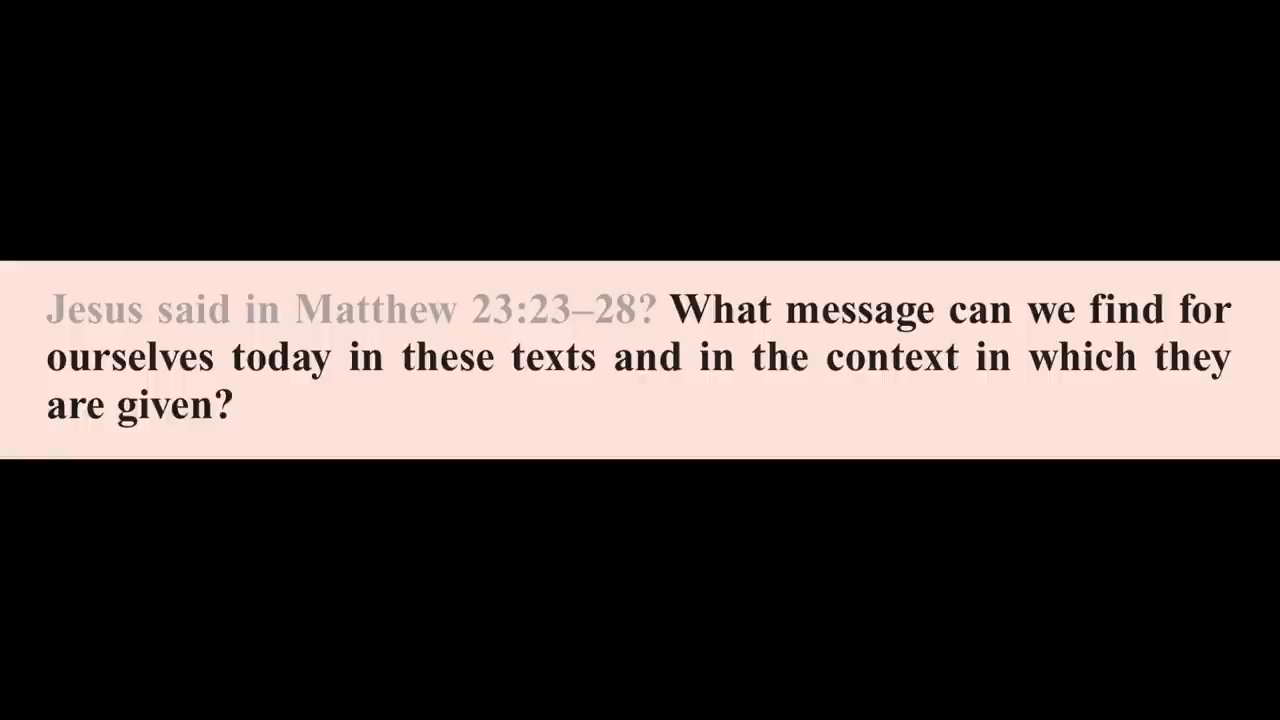 Jesus said in Matthew 23:23–28? What message can we find for
ourselves today in these texts and in the context in which they
are given?